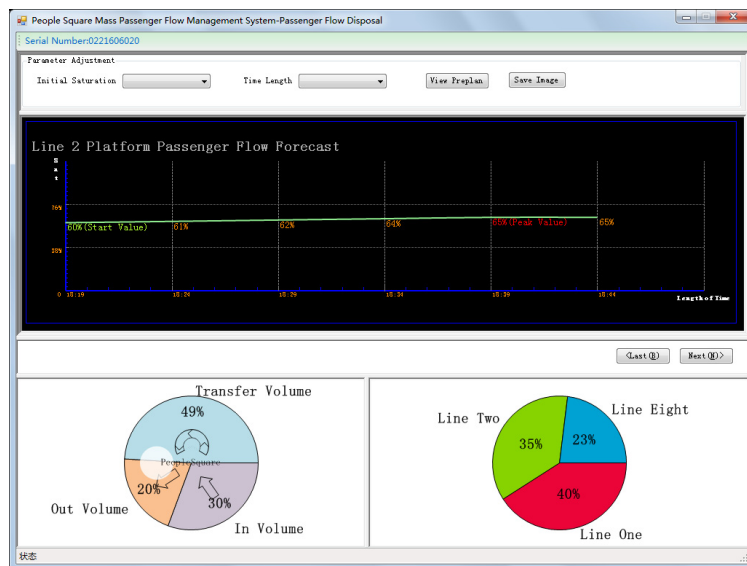 People Square Mass Passenger Flow Management System-Passenger Flow Disposal
Serial Number:0221606020
Parameter Adjustment
Initial Saturation
Time Length
View Preplan
Save Image
Line 2 Platform Passenger Flow Forecast
Sat
76%
60%(Start Value)
61%
62%
64%
65%(Peak Value)
65%
38%
0
18:19
18:24
18:29
18:34
18:39
18:44
Length of Time
<Last(B)
Next(N)>
Transfer Volume
49%
PeopleSquare
20%
30%
Out Volume
In Volume
Line Two
Line Eight
35%
23%
40%
Line One
状态